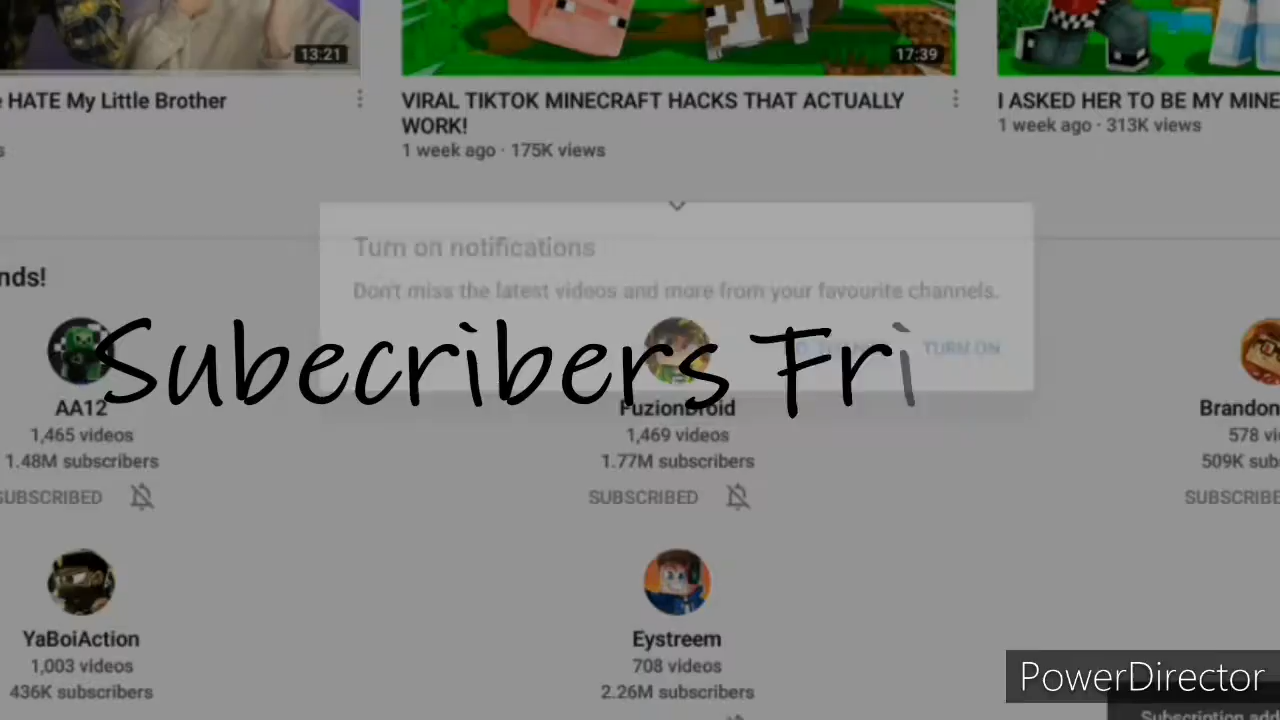 13:21
17:39
HATE My Little Brother
VIRAL TIKTOK MINECRAFT HACKS THAT ACTUALLY
WORK!
1 week ago · 175K views
I ASKED HER TO BE MY MINE
1 week ago · 313K views
Turn on notifications
Don't miss the latest videos and more from your favourite channels.
TURN ON
nds!
Subecribers Fri
AA12
1,465 videos
1.48M subscribers
SUBSCRIBED
FuzionDroid
1,469 videos
1.77M subscribers
SUBSCRIBED
Brandon
578 vi
509K sub
SUBSCRIBE
YaBoiAction
1,003 videos
436K subscribers
Eystreem
708 videos
2.26M subscribers
PowerDirector
Subscription add